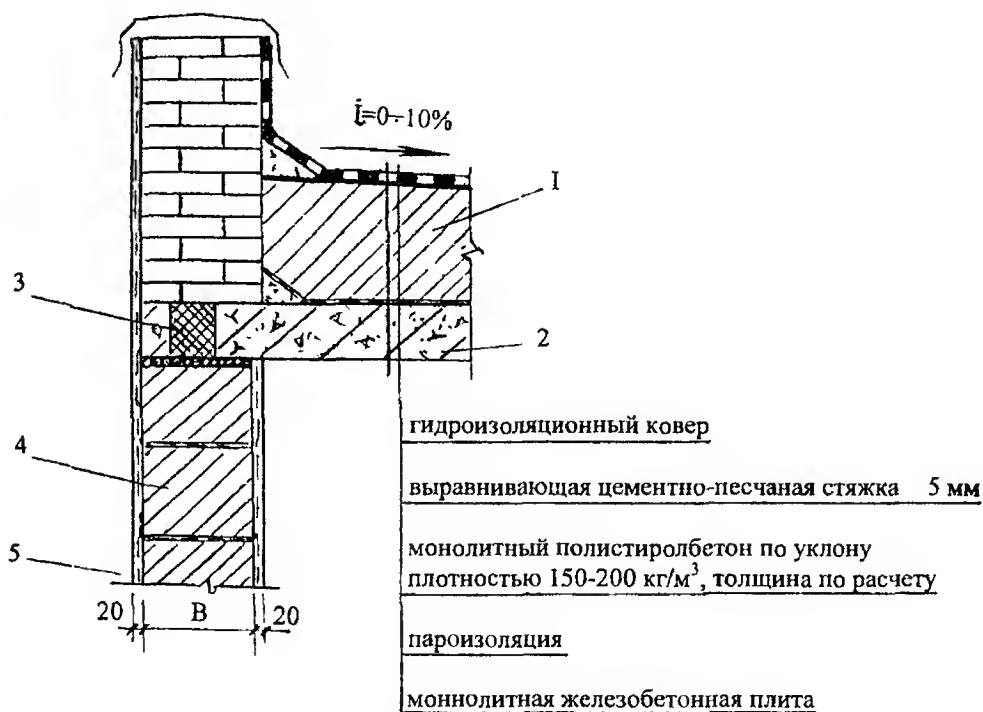 i=0-10%
I
3
2
гидроизоляционный ковер
4
выравнивающая цементно-песчаная стяжка 5 мм
монолитный полистиролбетон по уклону
5
плотностью 150-200 кг/м³, толщина по расчету
20 В 20
пароизоляция
моннолитная железобетонная плита